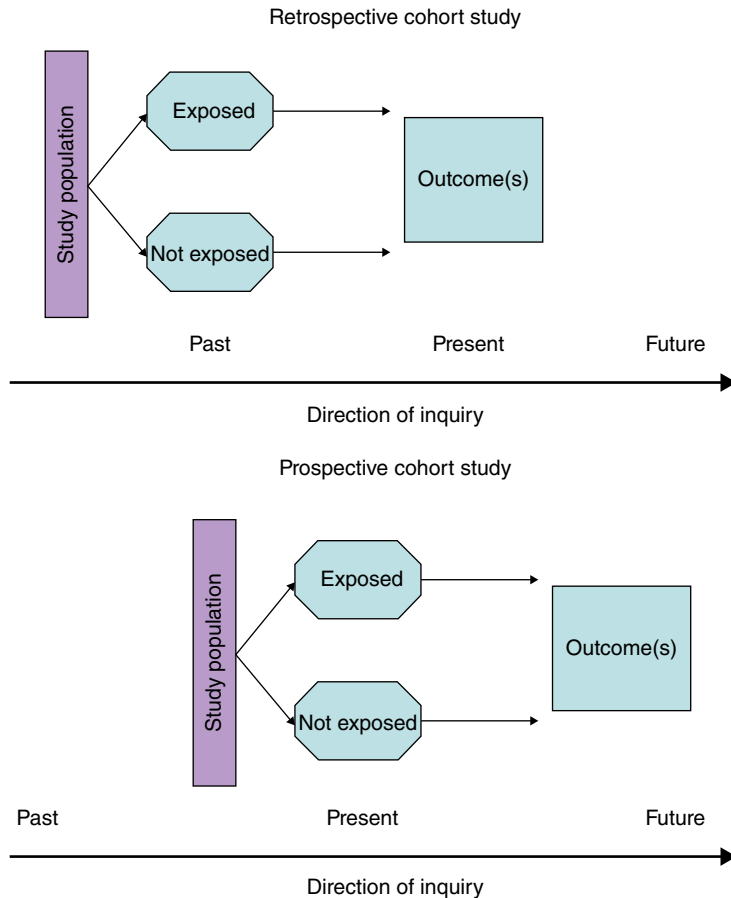 Retrospective cohort study
Study population
Exposed
Not exposed
Outcome(s)
Past Present Future
Direction of inquiry
Prospective cohort study
Study population
Exposed
Not exposed
Outcome(s)
Past Present Future
Direction of inquiry